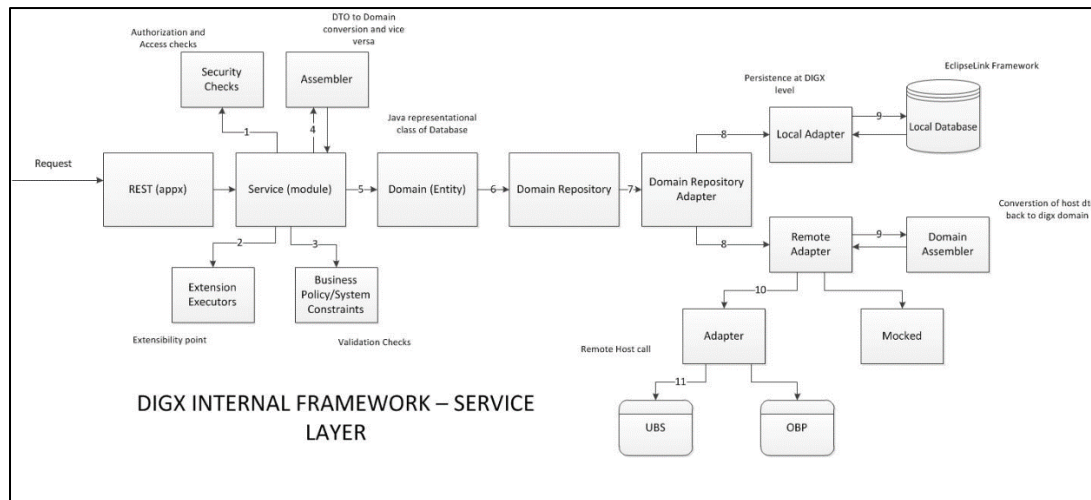 DTO to Domain
conversion and vice
versa
Authorization and
Access checks
Security
Checks
Assembler
EclipseLink Framework
Persistence at DIGX
level
Java representational
class of Database
Local Adapter
9
Local Database
1
4
8
Request
REST (appx)
Service (module)
5
Domain (Entity)
6
Domain Repository
7
Domain Repository
Adapter
Converstion of host dt
back to digx domain
8
Remote
Adapter
9
Domain
Assembler
2
3
Extension
Executors
Business
Policy/System
Constraints
10
Extensibility point
Validation Checks
Adapter
Mocked
Remote Host call
11
DIGX INTERNAL FRAMEWORK – SERVICE
LAYER
UBS
OBP